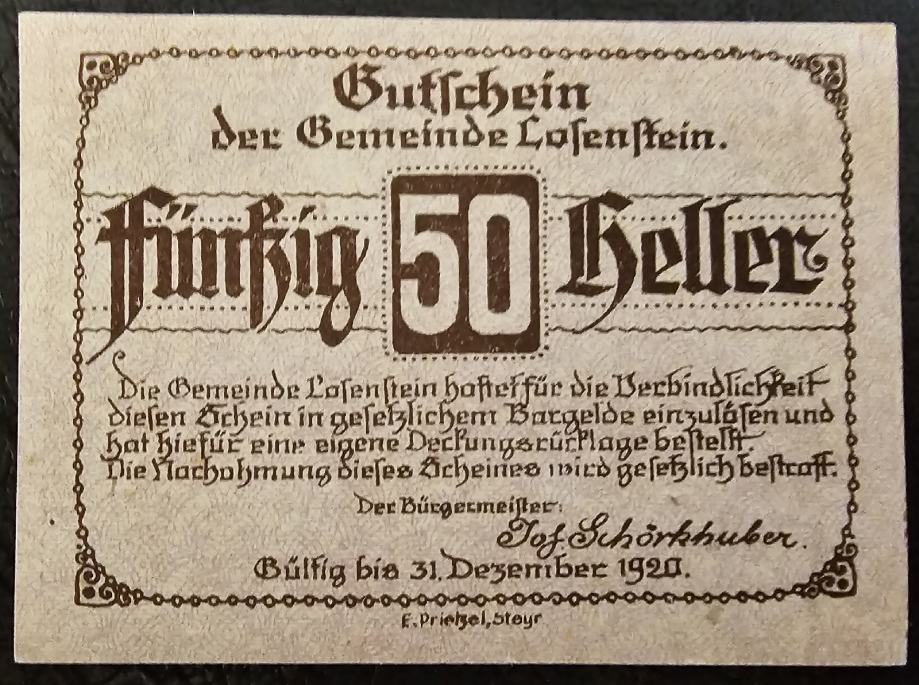 Gutschein
der Gemeinde Losenstein.
fünfzig 50 Heller
Die Gemeinde Losenstein haftet für die Verbindlichkeit
diesen Schein in gesetzlichem Bargelde einzulösen und
hat hiefür eine eigene Deckungsrücklage bestellt.
Die Nachahmung dieses Scheines wird gesetzlich bestraft.
Der Bürgermeister:
Jos. Schörkhuber.
Gültig bis 31. Dezember 1920.
E. Prietzel, Steyr